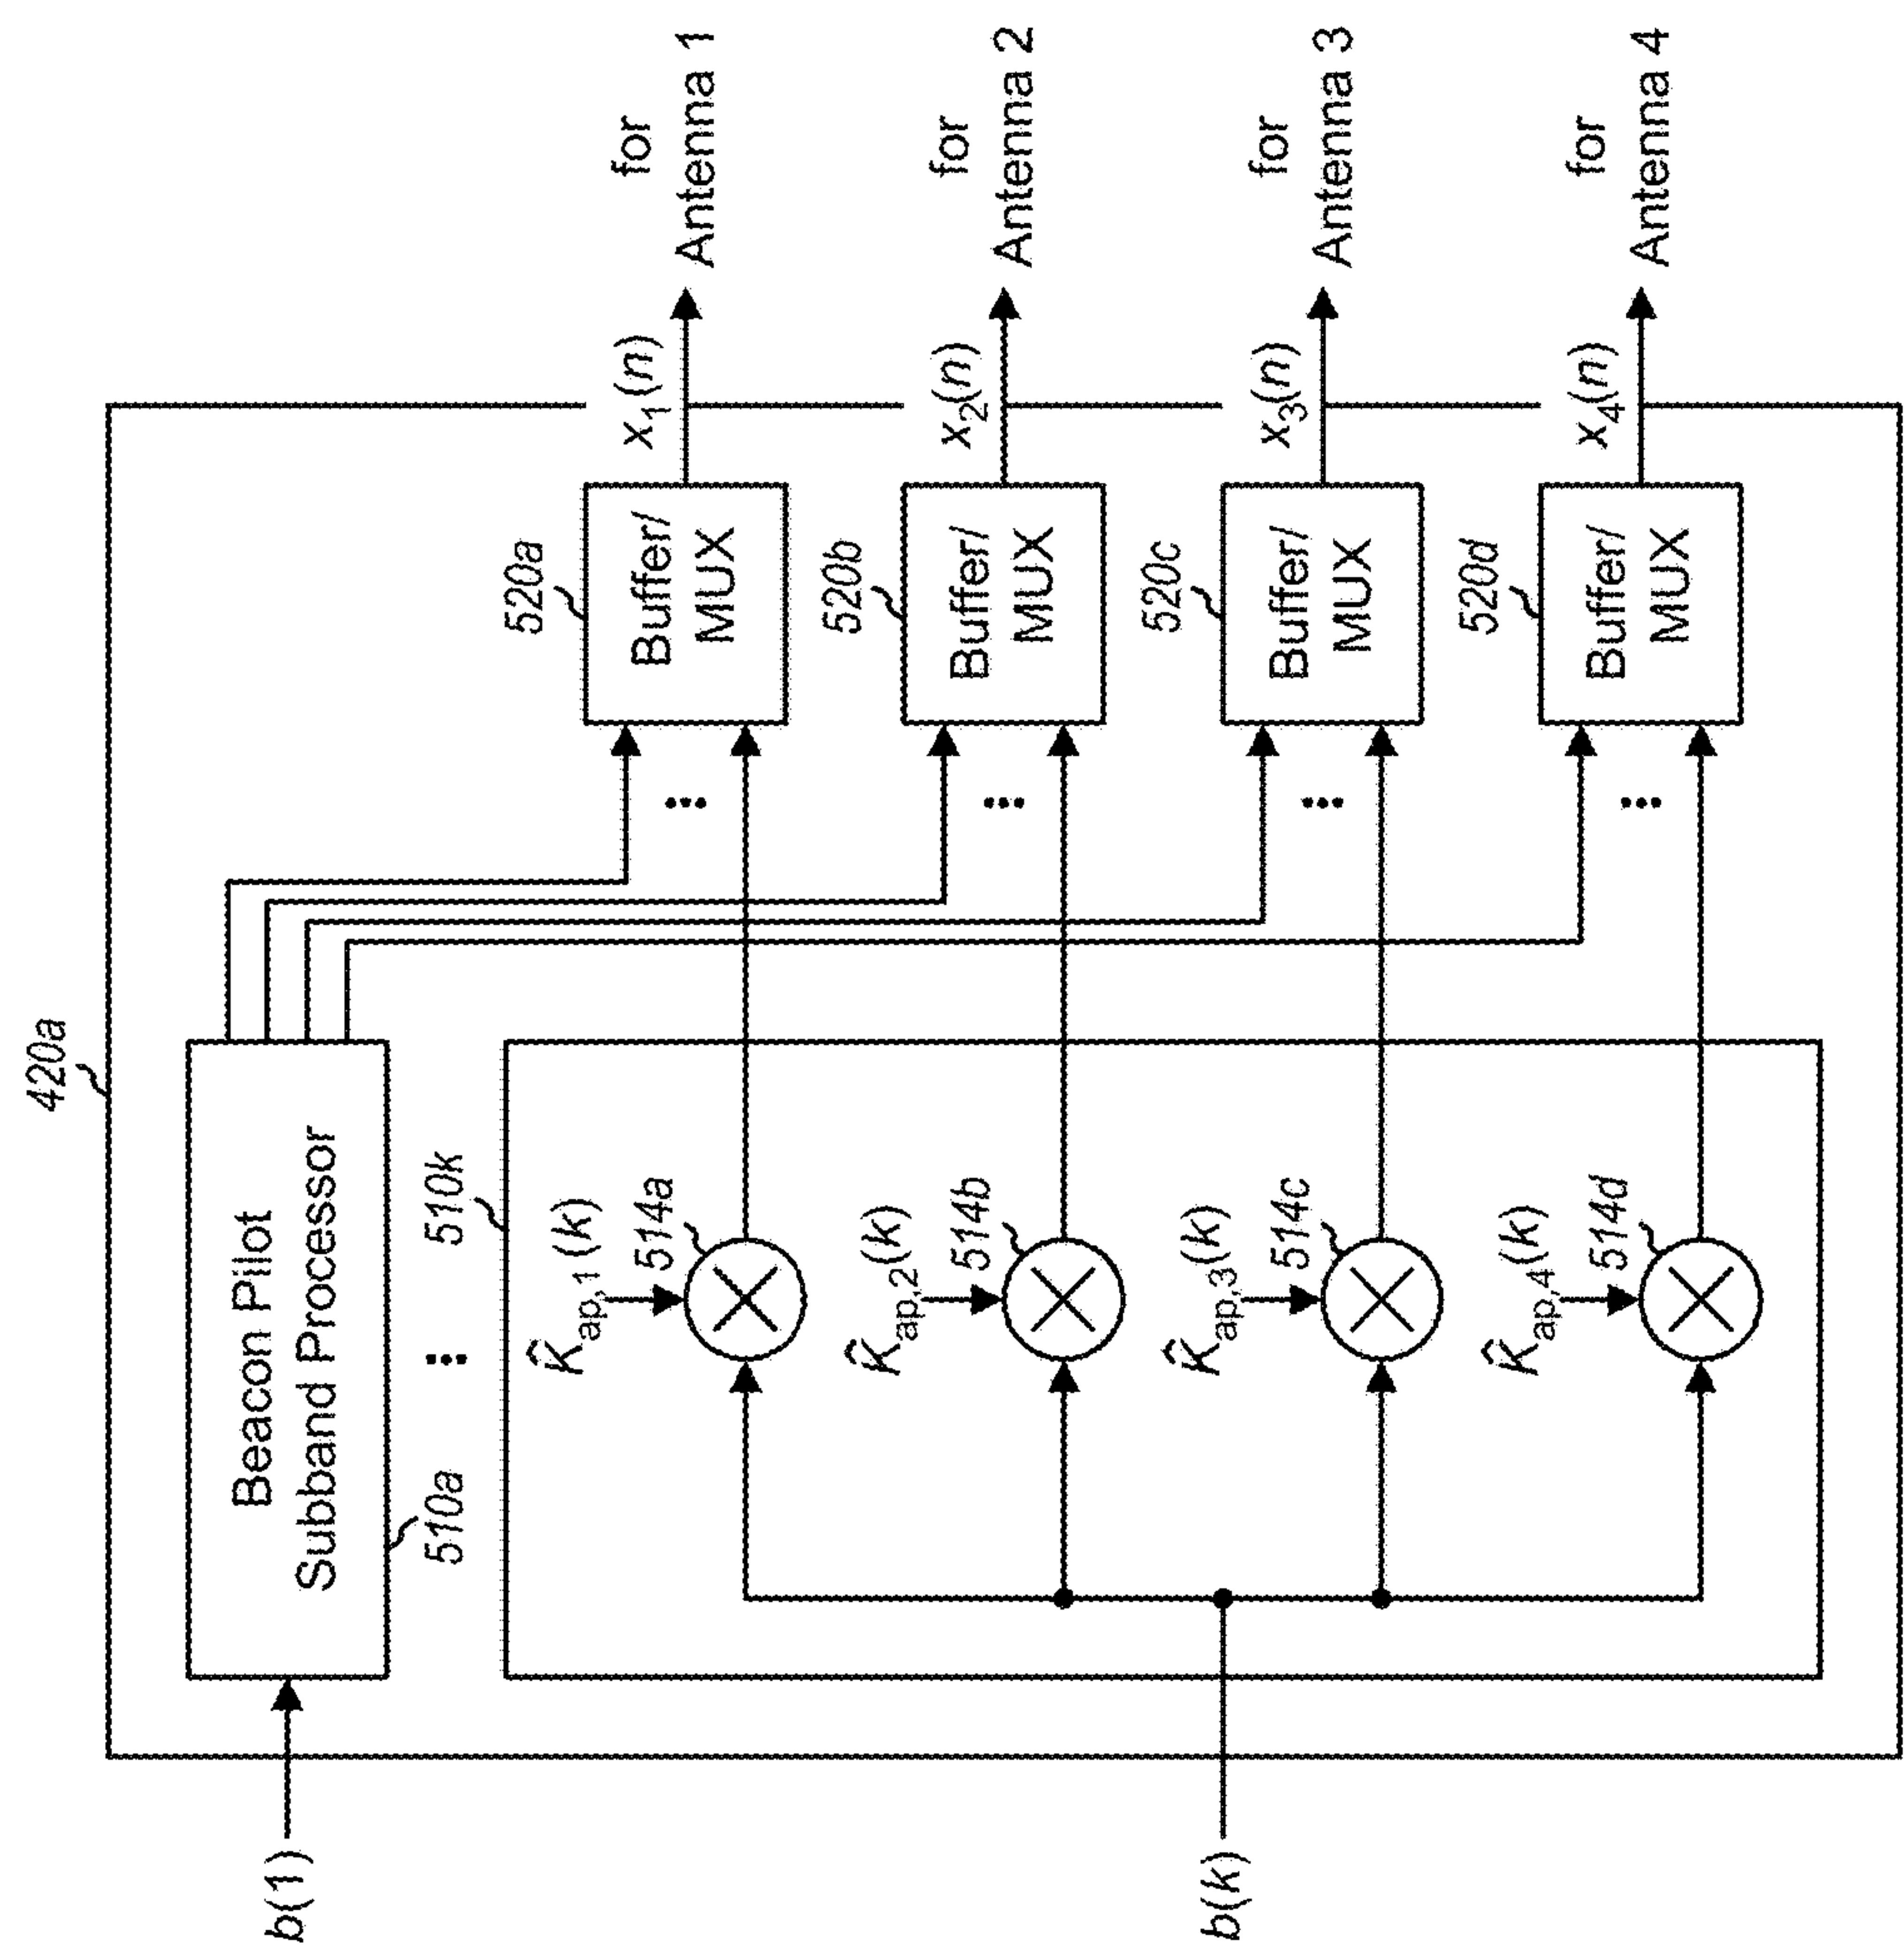 420a
b(1)
Beacon Pilot
Subband Processor
510a
510k
b(k)
K̂ap,1(k)
514a
K̂ap,2(k)
514b
K̂ap,3(k)
514c
K̂ap,4(k)
514d
520a
Buffer/
MUX
520b
Buffer/
MUX
520c
Buffer/
MUX
520d
Buffer/
MUX
x1(n)
for
Antenna 1
x2(n)
for
Antenna 2
x3(n)
for
Antenna 3
x4(n)
for
Antenna 4